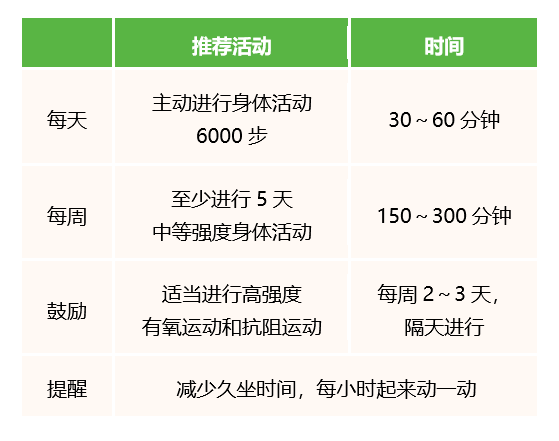 推荐活动
时间
每天
主动进行身体活动
6000 步
30～60 分钟
每周
至少进行 5 天
中等强度身体活动
150～300 分钟
鼓励
适当进行高强度
有氧运动和抗阻运动
每周 2～3 天，
隔天进行
提醒
减少久坐时间，每小时起来动一动